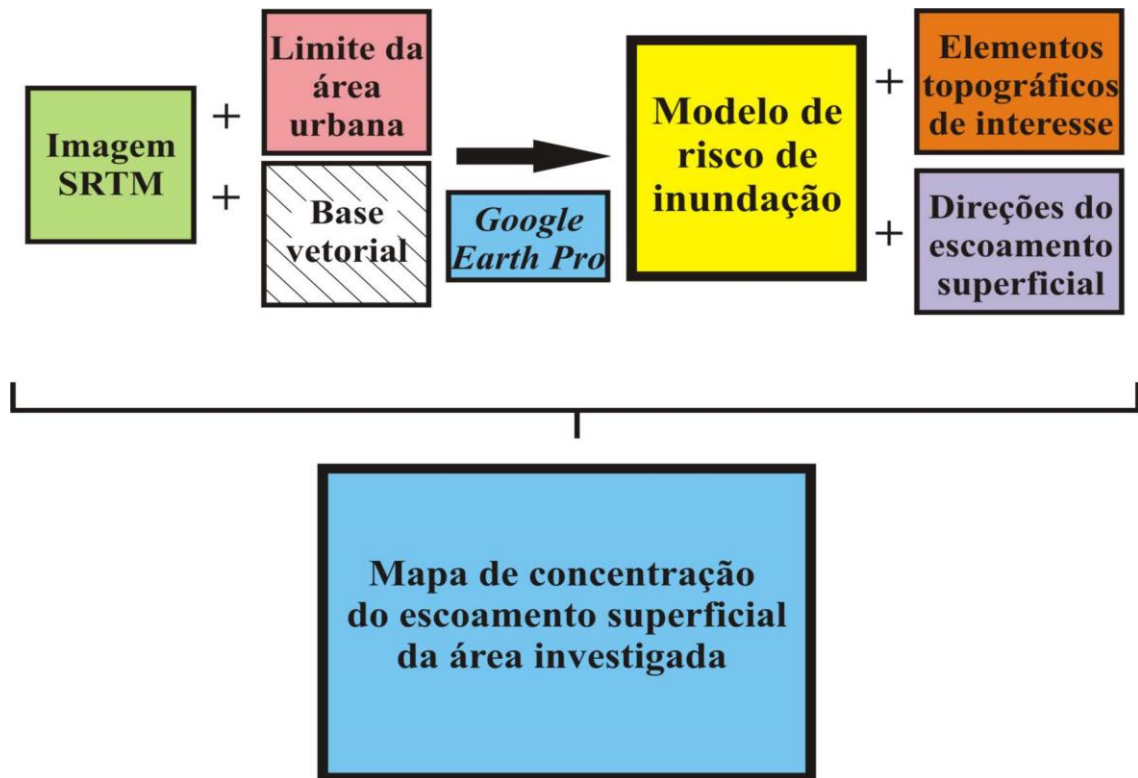 Imagem
SRTM
+
+
Limite da
área
urbana
Base
vetorial
Google
Earth Pro
Modelo de
risco de
inundação
+
+
Elementos
topográficos
de interesse
Direções do
escoamento
superficial
Mapa de concentração
do escoamento superficial
da área investigada